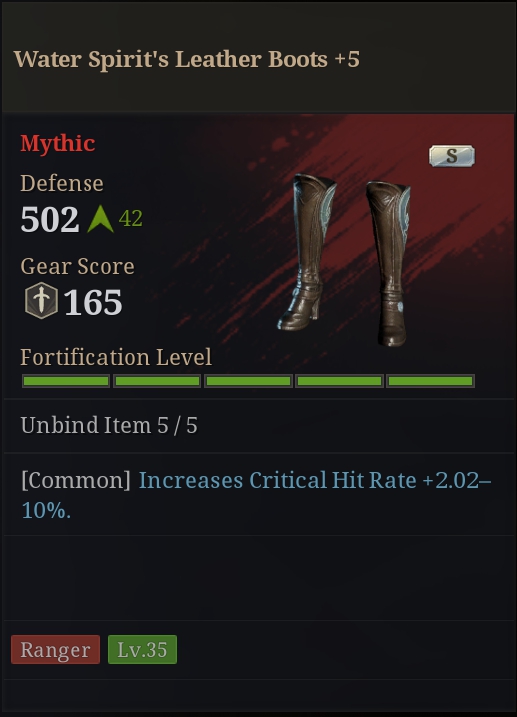 Water Spirit's Leather Boots +5
Mythic
S
Defense
502 42
Gear Score
165
Fortification Level
Unbind Item 5 / 5
[Common] Increases Critical Hit Rate +2.02–
10%.
Ranger Lv.35